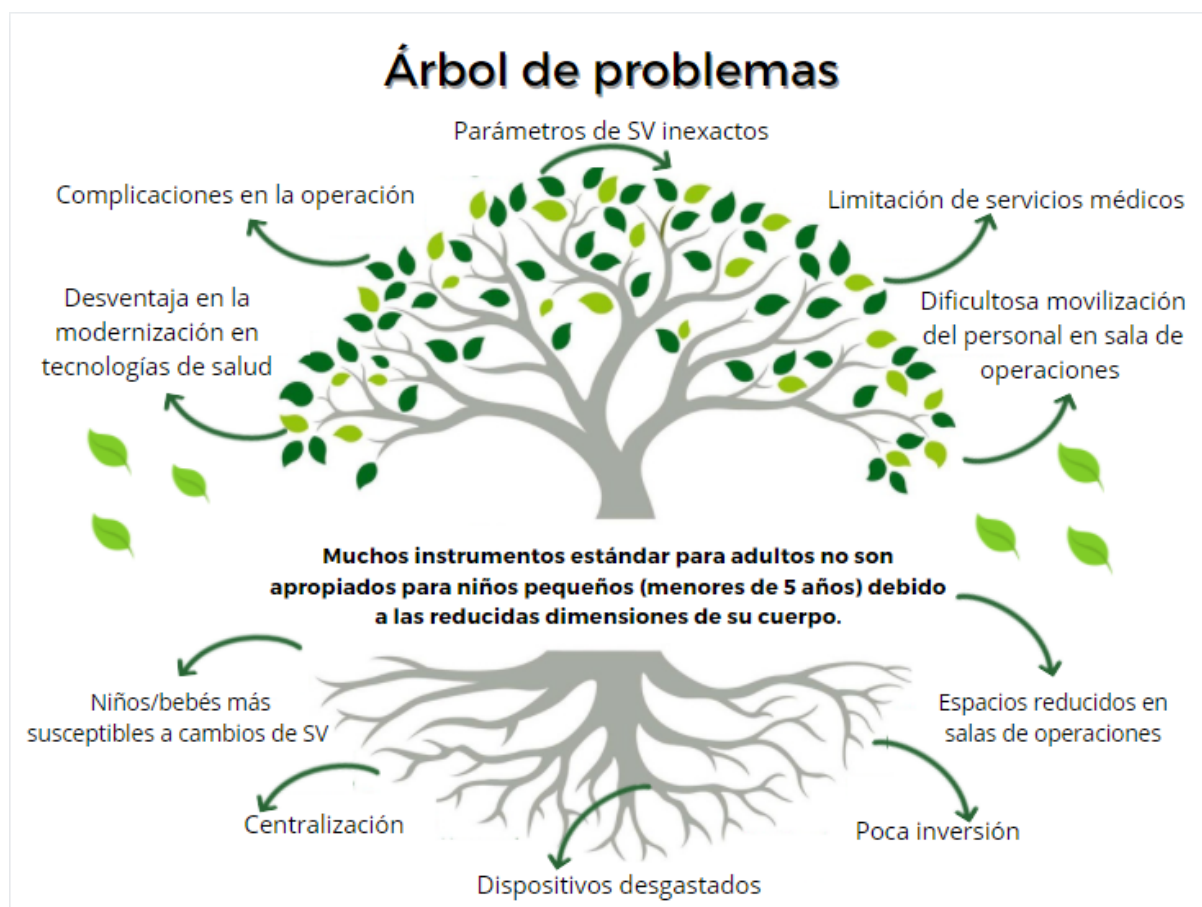 Árbol de problemas
Parámetros de SV inexactos
Complicaciones en la operación
Limitación de servicios médicos
Desventaja en la
modernización en
tecnologías de salud
Dificultosa movilización
del personal en sala de
operaciones
Muchos instrumentos estándar para adultos no son
apropiados para niños pequeños (menores de 5 años) debido
a las reducidas dimensiones de su cuerpo.
Niños/bebés más
susceptibles a cambios de SV
Espacios reducidos en
salas de operaciones
Centralización
Poca inversión
Dispositivos desgastados